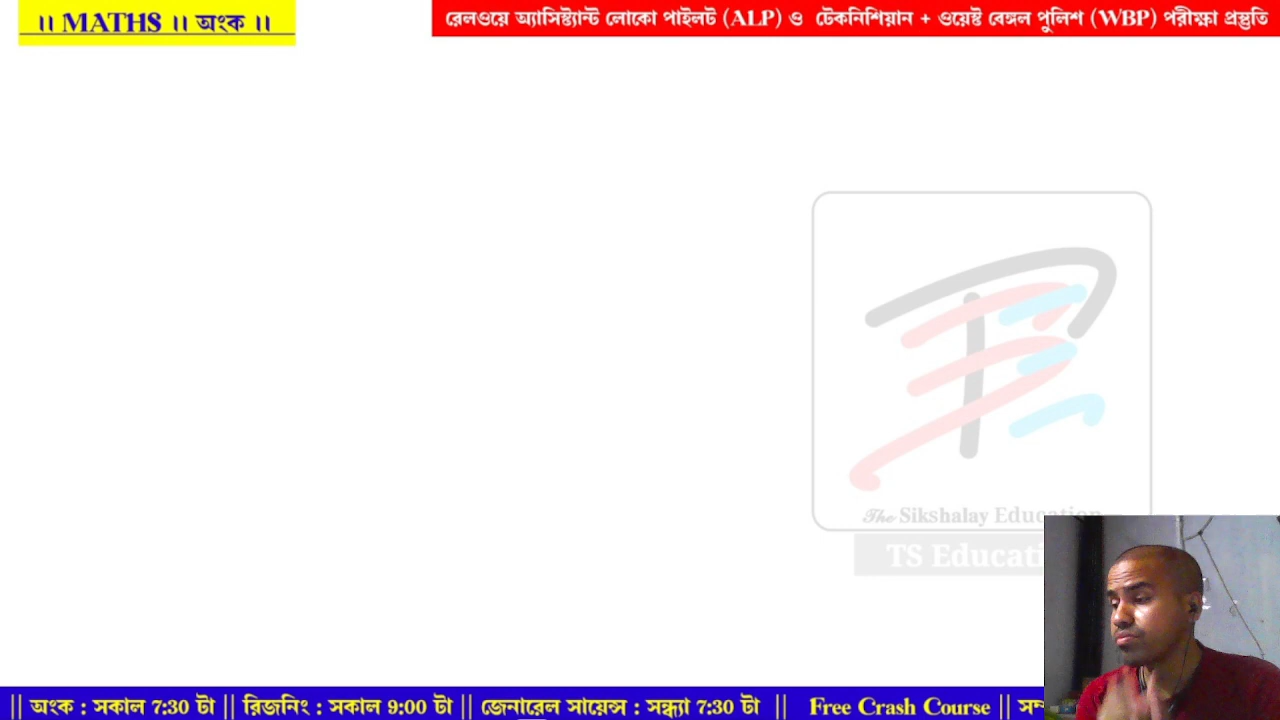 ।। MATHS ।। অংক ।।
রেলওয়ে অ্যাসিস্ট্যান্ট লোকো পাইলট (ALP) ও টেকনিশিয়ান + ওয়েস্ট বেঙ্গল পুলিশ (WBP) পরীক্ষা প্রস্তুতি
The Sikshalay Education
TS Educati
|| অংক : সকাল 7:30 টা || রিজনিং : সকাল 9:00 টা || জেনারেল সায়েন্স : সন্ধ্যা 7:30 টা || Free Crash Course ||